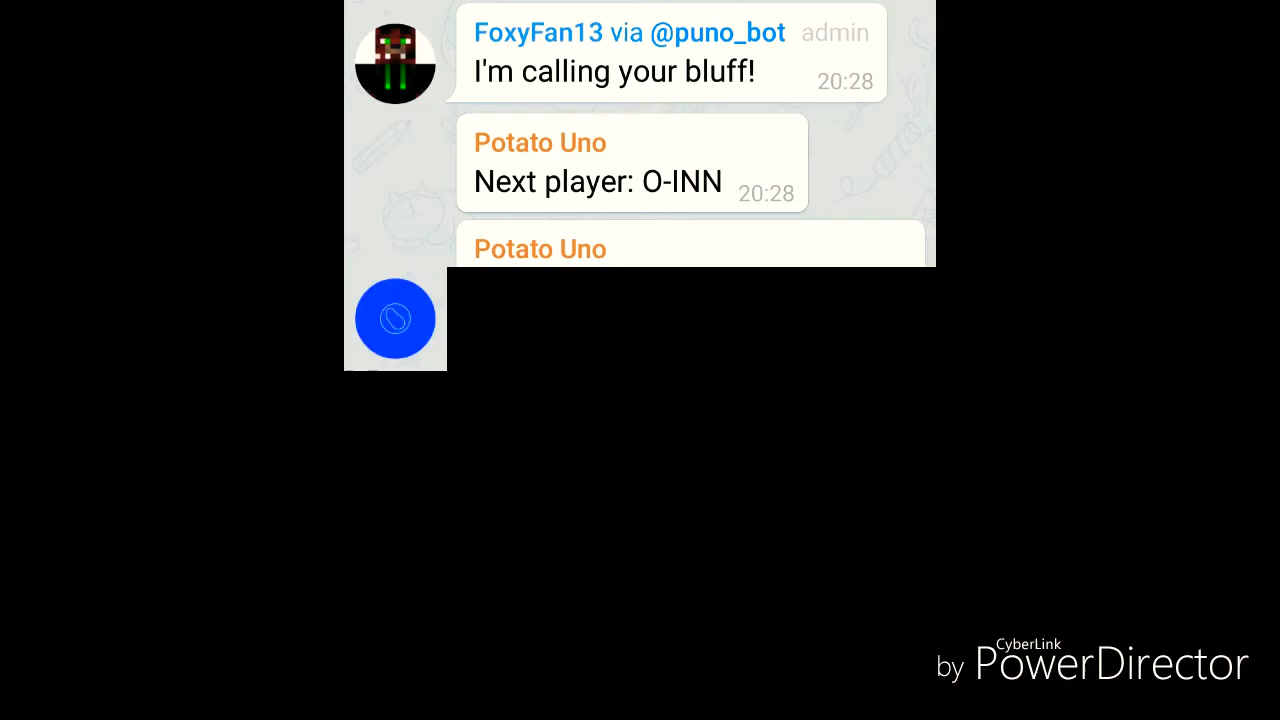 FoxyFan13 via @puno_bot admin
I'm calling your bluff! 20:28
Potato Uno
Next player: O-INN 20:28
Potato Uno
CyberLink
by PowerDirector